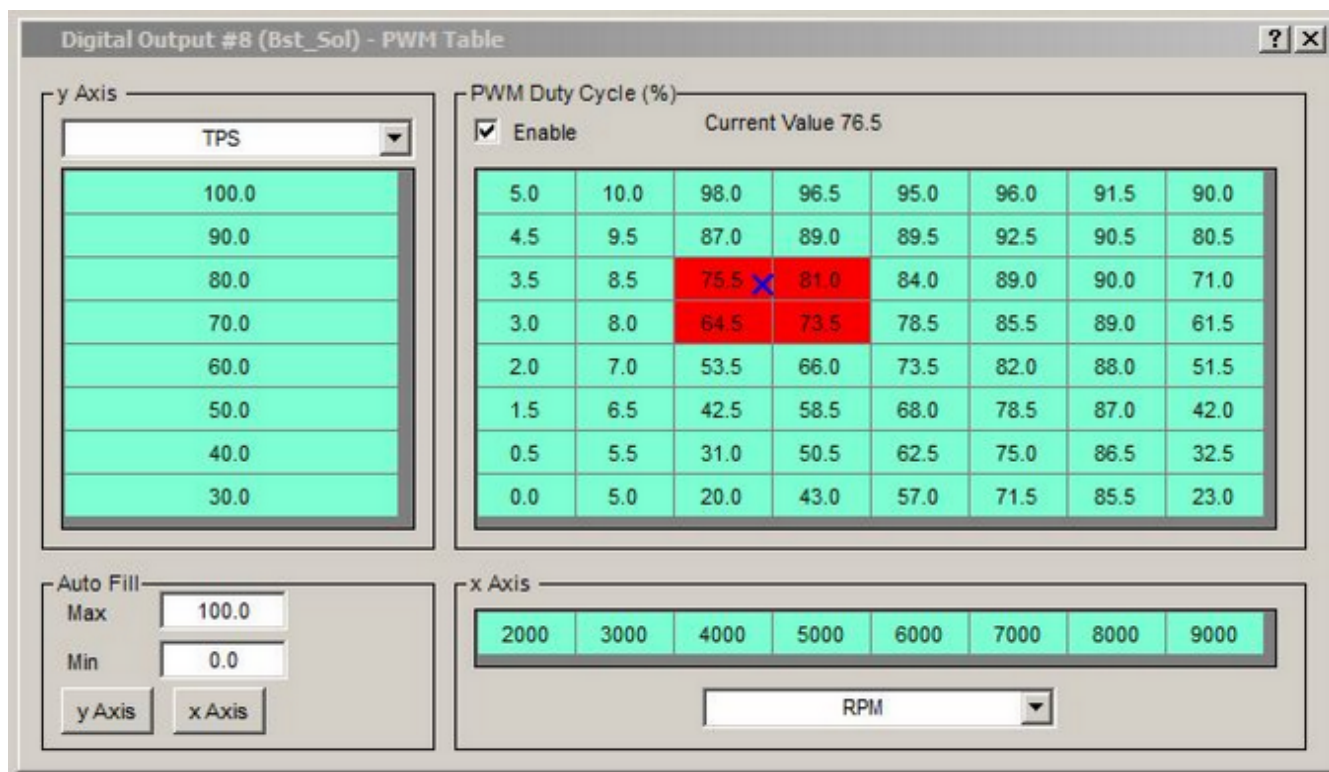 Digital Output #8 (Bst_Sol) - PWM Table
y Axis
TPS
100.0
90.0
80.0
70.0
60.0
50.0
40.0
30.0
PWM Duty Cycle (%)
Enable Current Value 76.5
5.0 10.0 98.0 96.5 95.0 96.0 91.5 90.0
4.5 9.5 87.0 89.0 89.5 92.5 90.5 80.5
3.5 8.5 75.5 81.0 84.0 89.0 90.0 71.0
3.0 8.0 64.5 73.5 78.5 85.5 89.0 61.5
2.0 7.0 53.5 66.0 73.5 82.0 88.0 51.5
1.5 6.5 42.5 58.5 68.0 78.5 87.0 42.0
0.5 5.5 31.0 50.5 62.5 75.0 86.5 32.5
0.0 5.0 20.0 43.0 57.0 71.5 85.5 23.0
Auto Fill
Max 100.0
Min 0.0
y Axis x Axis
x Axis
2000 3000 4000 5000 6000 7000 8000 9000
RPM